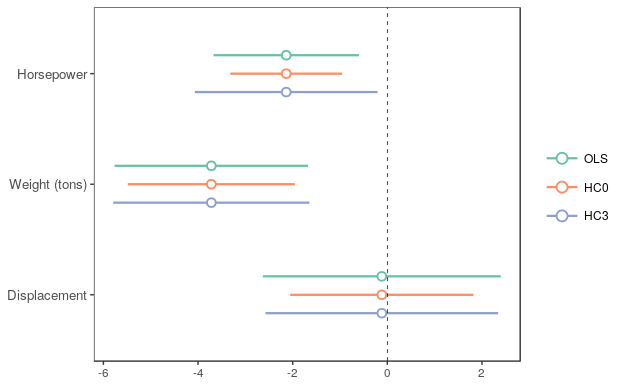 Horsepower
Weight (tons)
Displacement
-6 -4 -2 0 2
OLS
HC0
HC3